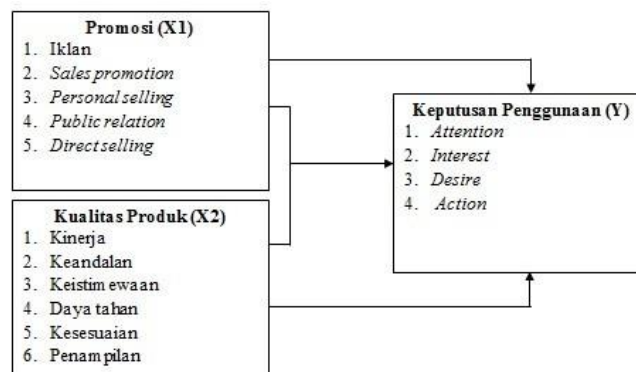 Promosi (X1)
1. Iklan
2. Sales promotion
3. Personal selling
4. Public relation
5. Direct selling
Keputusan Penggunaan (Y)
1. Attention
2. Interest
3. Desire
4. Action
Kualitas Produk (X2)
1. Kinerja
2. Keandalan
3. Keistimewaan
4. Daya tahan
5. Kesesuaian
6. Penampilan